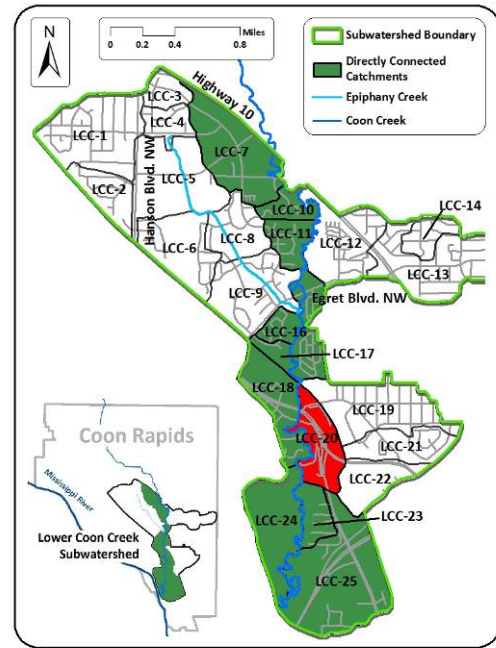 N
Miles
0 0.2 0.4 0.8
Subwatershed Boundary
Directly Connected
Catchments
Epiphany Creek
Coon Creek
Highway 10
LCC-3
LCC-4
LCC-1
LCC-7
Hanson Blvd. NW
LCC-5
LCC-2
LCC-14
LCC-10
LCC-11
LCC-12
LCC-8
LCC-6
LCC-13
LCC-9
Egret Blvd. NW
LCC-16
LCC-17
LCC-18
LCC-19
LCC-20
LCC-21
LCC-22
LCC-23
LCC-24
LCC-25
Coon Rapids
Mississippi River
Lower Coon Creek
Subwatershed